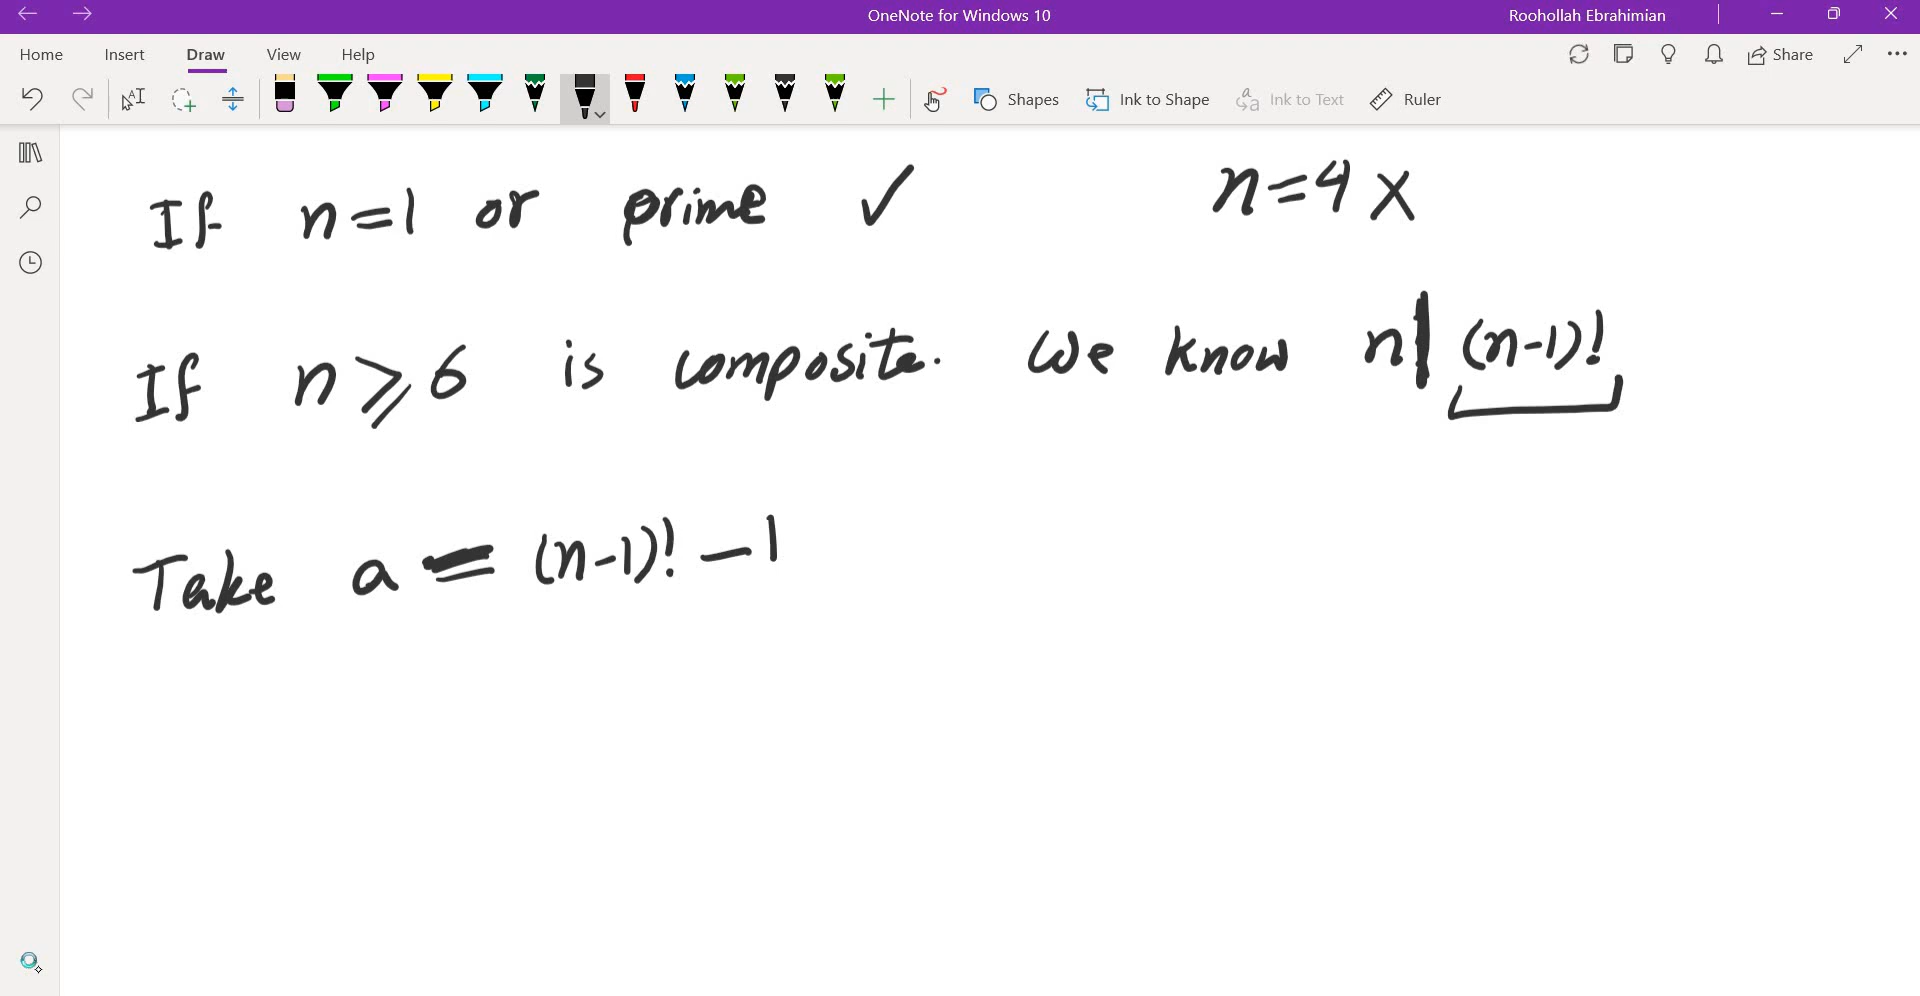 OneNote for Windows 10
Roohollah Ebrahimian
Home Insert Draw View Help
Share
Shapes Ink to Shape Ink to Text Ruler
If n=1 or prime ✓ n=4 ×
If n⩾6 is composite. We know n|(n-1)!
Take a = (n-1)! -1